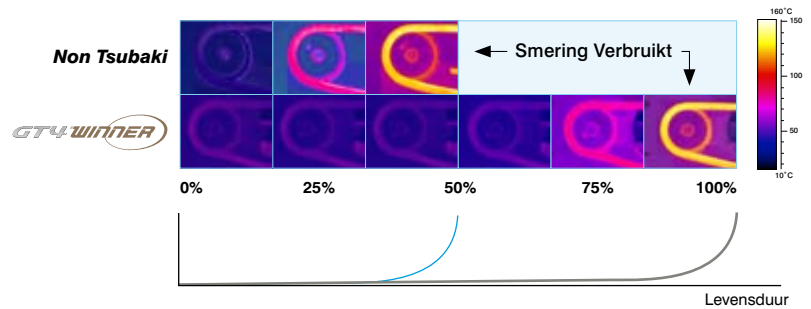 Non Tsubaki
Smering Verbruikt
GT4 WINNER
160°C
150
100
50
10°C
0% 25% 50% 75% 100%
Levensduur